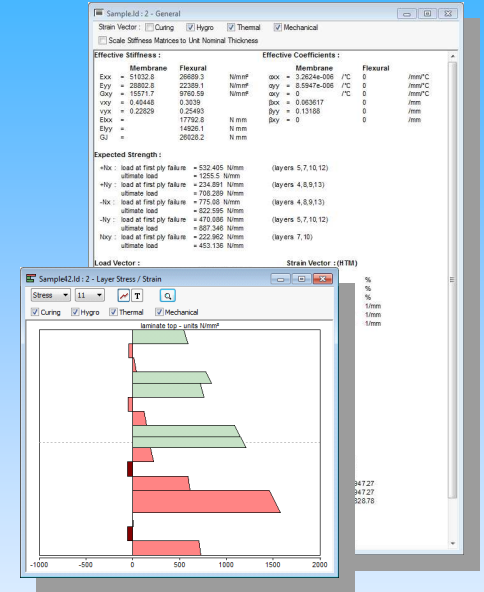 Sample.ld : 2 - General
Strain Vector : Curing Hygro Thermal Mechanical
Scale Stiffness Matrices to Unit Nominal Thickness
Effective Stiffness : Effective Coefficients :
Membrane Flexural Membrane Flexural
Exx = 51032.8 26689.3 N/mm² αxx = 3.2624e-006 /°C 0 /mm/°C
Eyy = 28802.8 22389.1 N/mm² αyy = 8.5947e-006 /°C 0 /mm/°C
Gxy = 15571.7 9760.59 N/mm² αxy = 0 /°C 0 /mm/°C
vxy = 0.40448 0.3039 βxx = 0.063617 0 /mm
vyx = 0.22829 0.25493 βyy = 0.13188 0 /mm
EIxx = 17792.8 N mm βxy = 0 0 /mm
EIyy = 14926.1 N mm
GJ = 26028.2 N mm
Expected Strength :
+Nx : load at first ply failure = 532.405 N/mm (layers 5,7,10,12)
ultimate load = 1255.5 N/mm
+Ny : load at first ply failure = 234.891 N/mm (layers 4,8,9,13)
ultimate load = 708.289 N/mm
-Nx : load at first ply failure = 775.08 N/mm (layers 4,8,9,13)
ultimate load = 822.595 N/mm
-Ny : load at first ply failure = 470.086 N/mm (layers 5,7,10,12)
ultimate load = 887.346 N/mm
Nxy : load at first ply failure = 222.962 N/mm (layers 7,10)
ultimate load = 453.136 N/mm
Load Vector : Strain Vector : (HTM)
%
%
%
1/mm
1/mm
1/mm
947.27
947.27
828.78
Sample42.ld : 2 - Layer Stress / Strain
Stress 11 T
Curing Hygro Thermal Mechanical
laminate top - units N/mm²
-1000 -500 0 500 1000 1500 2000